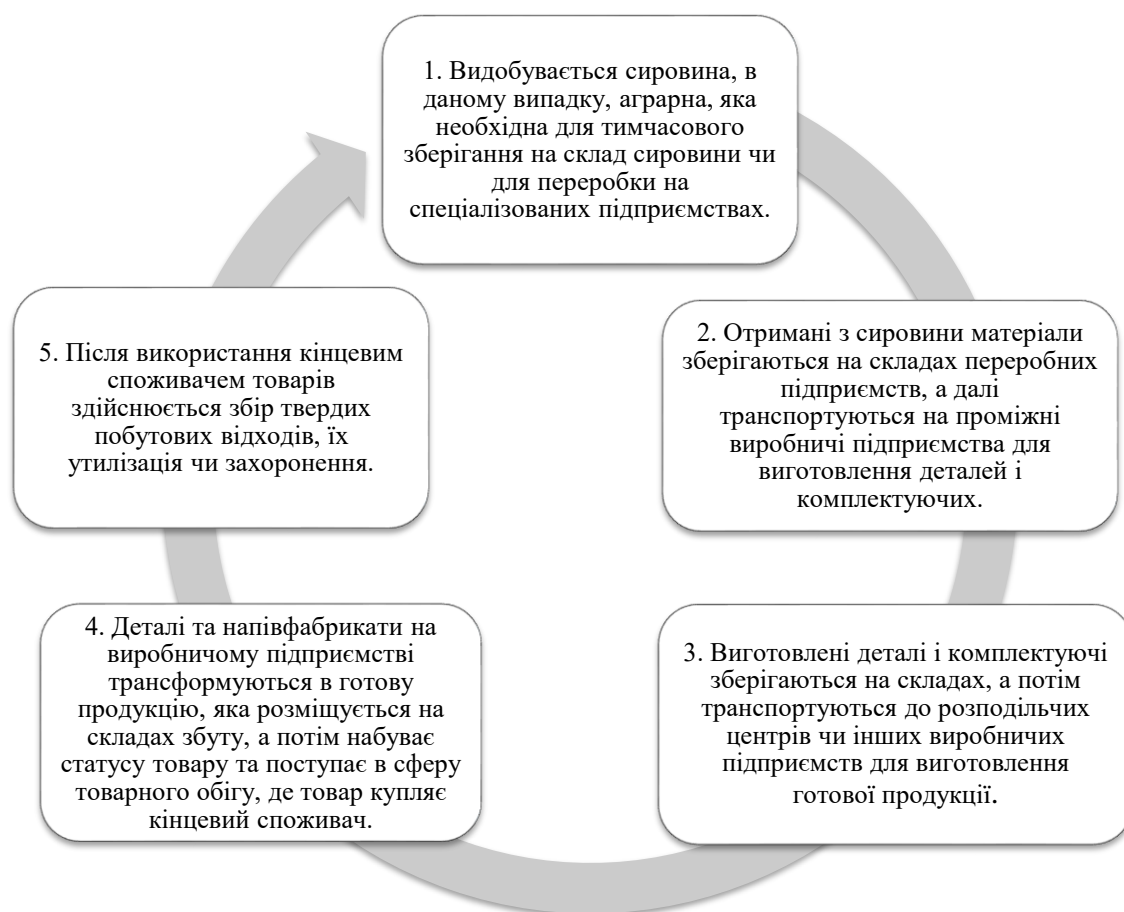 1. Видобувається сировина, в
даному випадку, аграрна, яка
необхідна для тимчасового
зберігання на склад сировини чи
для переробки на
спеціалізованих підприємствах.
2. Отримані з сировини матеріали
зберігаються на складах переробних
підприємств, а далі
транспортуються на проміжні
виробничі підприємства для
виготовлення деталей і
комплектуючих.
3. Виготовлені деталі і комплектуючі
зберігаються на складах, а потім
транспортуються до розподільчих
центрів чи інших виробничих
підприємств для виготовлення
готової продукції.
4. Деталі та напівфабрикати на
виробничому підприємстві
трансформуються в готову
продукцію, яка розміщується на
складах збуту, а потім набуває
статусу товару та поступає в сферу
товарного обігу, де товар купляє
кінцевий споживач.
5. Після використання кінцевим
споживачем товарів
здійснюється збір твердих
побутових відходів, їх
утилізація чи захоронення.